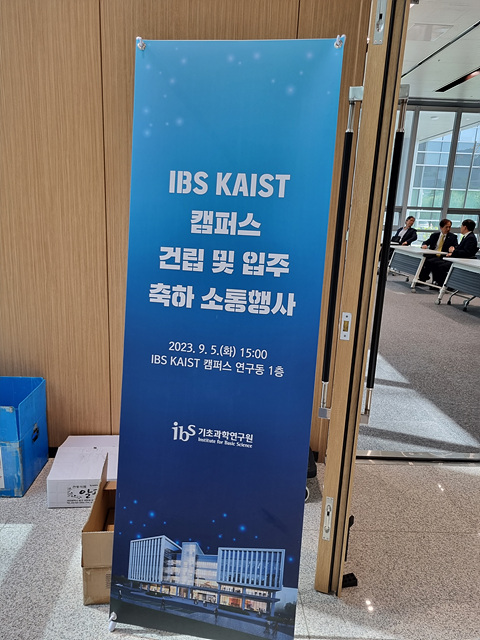 IBS KAIST
캠퍼스
건립 및 입주
축하 소통행사
2023. 9. 5.(화) 15:00
IBS KAIST 캠퍼스 연구동 1층
ibs 기초과학연구원
Institute for Basic Science